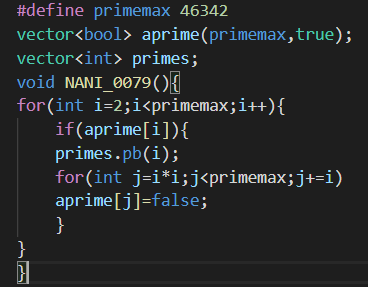 #define primemax 46342
vector<bool> aprime(primemax,true);
vector<int> primes;
void NANI_0079(){
for(int i=2;i<primemax;i++){
    if(aprime[i]){
    primes.pb(i);
    for(int j=i*i;j<primemax;j+=i)
    aprime[j]=false;
    }
}
}